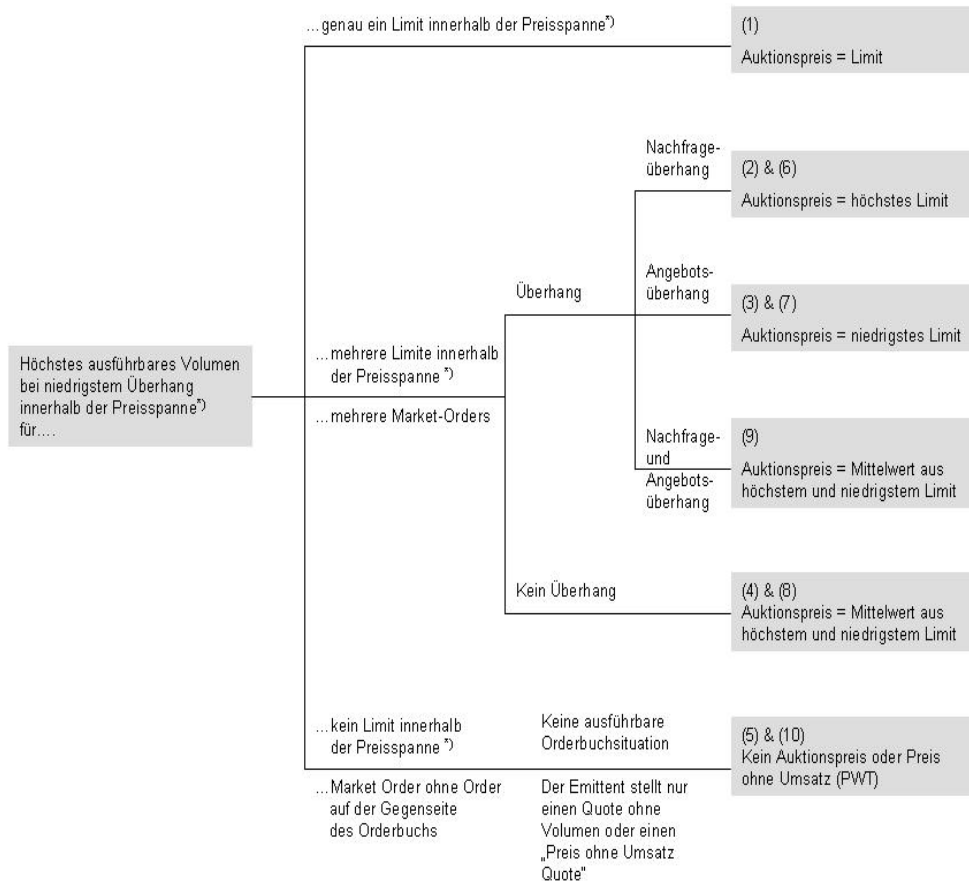 ...genau ein Limit innerhalb der Preisspanne*)
(1)
Auktionspreis = Limit
Nachfrage-
überhang
(2) & (6)
Auktionspreis = höchstes Limit
Überhang
Angebots-
überhang
(3) & (7)
Auktionspreis = niedrigstes Limit
Höchstes ausführbares Volumen
bei niedrigstem Überhang
innerhalb der Preisspanne*)
für....
...mehrere Limite innerhalb
der Preisspanne*)
...mehrere Market-Orders
Nachfrage-
und
Angebots-
überhang
(9)
Auktionspreis = Mittelwert aus
höchstem und niedrigstem Limit
Kein Überhang
(4) & (8)
Auktionspreis = Mittelwert aus
höchstem und niedrigstem Limit
...kein Limit innerhalb
der Preisspanne*)
Keine ausführbare
Orderbuchsituation
(5) & (10)
Kein Auktionspreis oder Preis
ohne Umsatz (PWT)
...Market Order ohne Order
auf der Gegenseite
des Orderbuchs
Der Emittent stellt nur
einen Quote ohne
Volumen oder einen
„Preis ohne Umsatz
Quote"